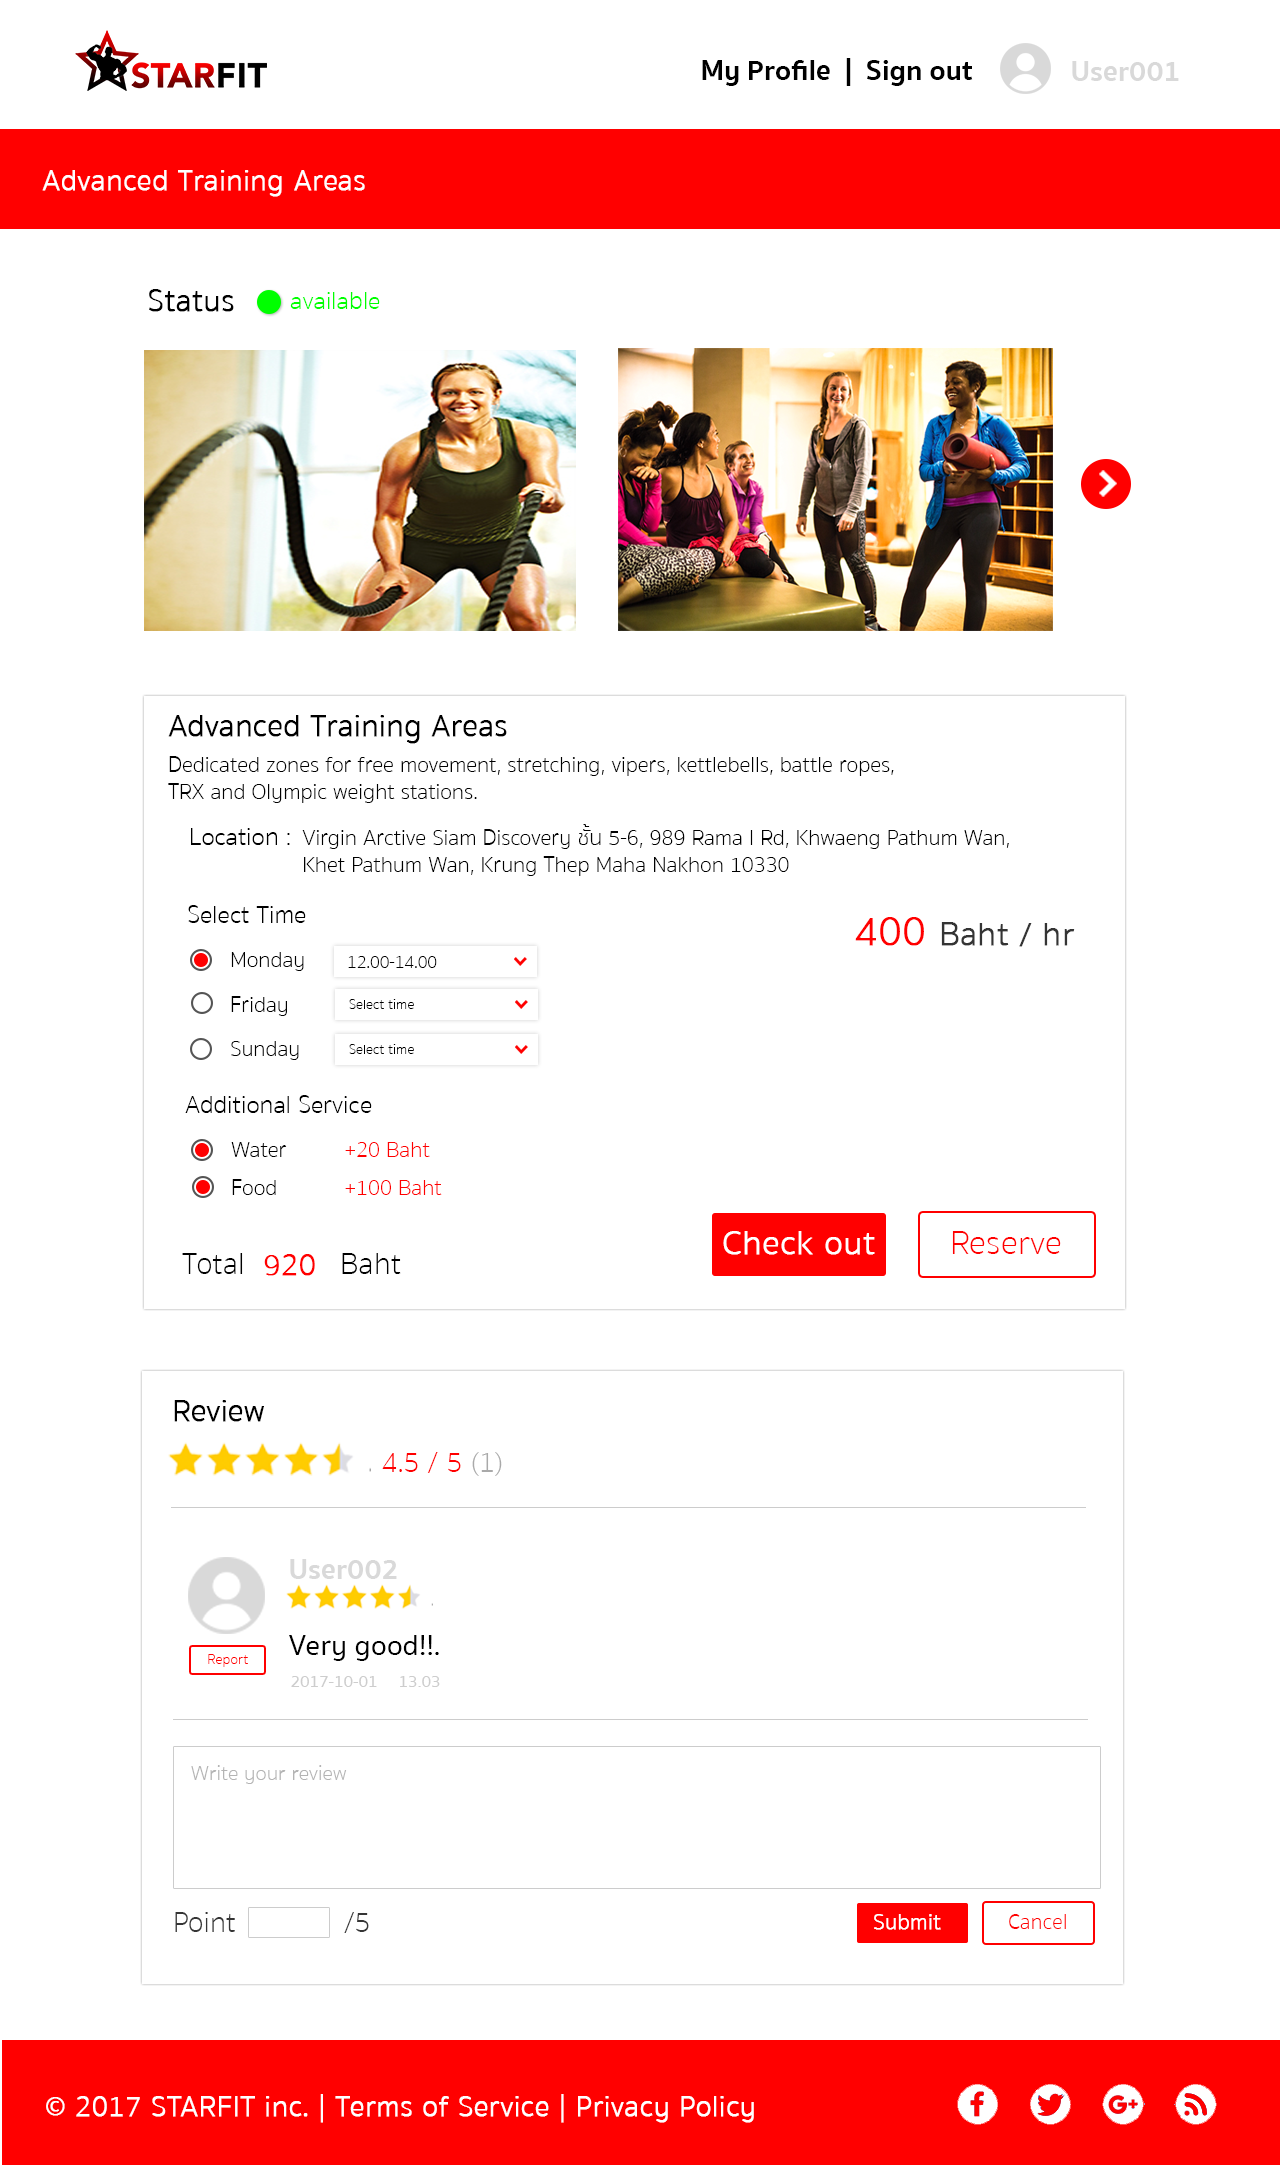 STARFIT
My Profile | Sign out
User001
Advanced Training Areas
Status available
Advanced Training Areas
Dedicated zones for free movement, stretching, vipers, kettlebells, battle ropes,
TRX and Olympic weight stations.
Location : Virgin Arctive Siam Discovery ชั้น 5-6, 989 Rama I Rd, Khwaeng Pathum Wan,
Khet Pathum Wan, Krung Thep Maha Nakhon 10330
Select Time
400 Baht / hr
Monday 12.00-14.00
Friday Select time
Sunday Select time
Additional Service
Water +20 Baht
Food +100 Baht
Total 920 Baht
Check out
Reserve
Review
4.5 / 5 (1)
User002
Very good!!.
Report
2017-10-01 13.03
Write your review
Point /5
Submit
Cancel
© 2017 STARFIT inc. | Terms of Service | Privacy Policy